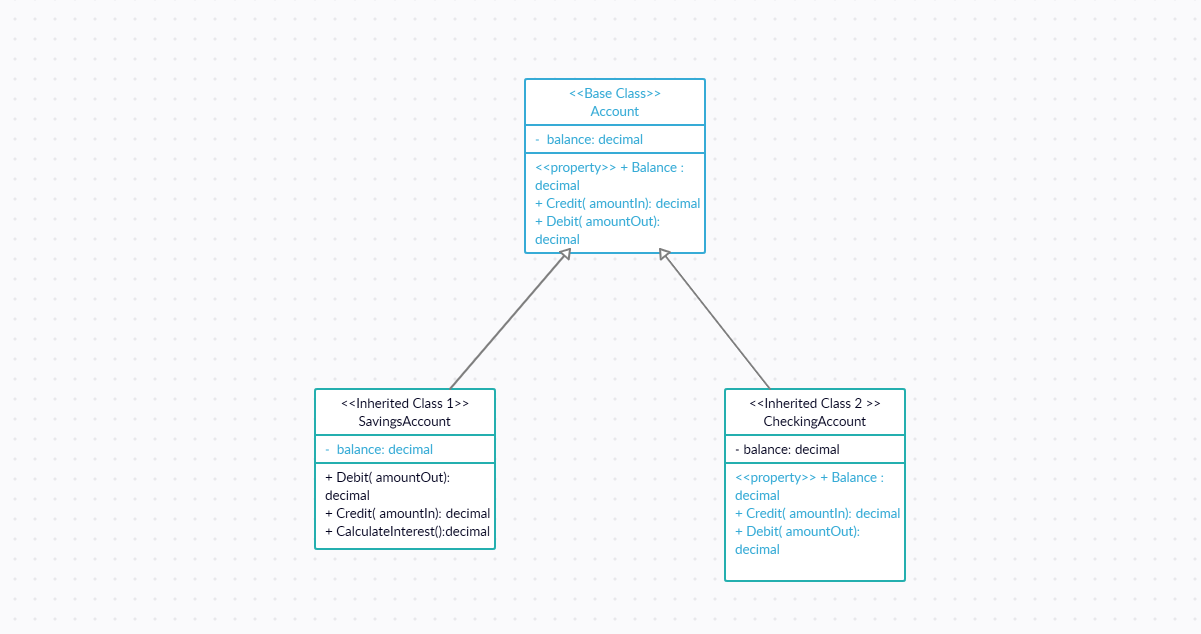 <<Base Class>>
Account
- balance: decimal
<<property>> + Balance :
decimal
+ Credit( amountIn): decimal
+ Debit( amountOut):
decimal
<<Inherited Class 1>>
SavingsAccount
- balance: decimal
+ Debit( amountOut):
decimal
+ Credit( amountIn): decimal
+ CalculateInterest():decimal
<<Inherited Class 2 >>
CheckingAccount
- balance: decimal
<<property>> + Balance :
decimal
+ Credit( amountIn): decimal
+ Debit( amountOut):
decimal